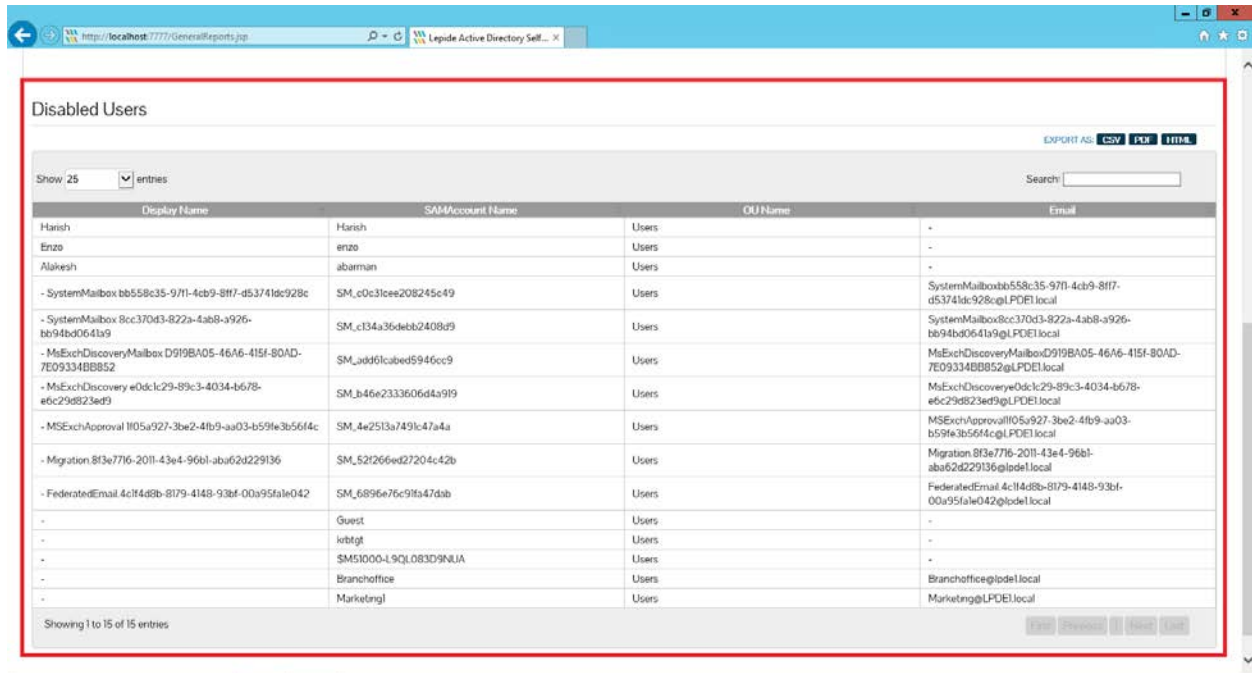 http://localhost:7777/GeneralReports.jsp
Lepide Active Directory Self...
Disabled Users
EXPORT AS: CSV PDF HTML
Show 25 entries
Search:
Display Name SAMAccount Name OU Name Email
Harish Harish Users -
Enzo enzo Users -
Alakesh abarman Users -
- SystemMailbox bb558c35-97f1-4cb9-8ff7-d53741dc928c SM_c0c31cee208245c49 Users SystemMailboxbb558c35-97f1-4cb9-8ff7-
d53741dc928c@LPDE1.local
- SystemMailbox 8cc370d3-822a-4ab8-a926- SM_c134a36debb2408d9 Users SystemMailbox8cc370d3-822a-4ab8-a926-
bb94bd0641a9 bb94bd0641a9@LPDE1.local
- MsExchDiscoveryMailbox D919BA05-46A6-415f-80AD- SM_add61cabed5946cc9 Users MsExchDiscoveryMailboxD919BA05-46A6-415f-80AD-
7E09334BB852 7E09334BB852@LPDE1.local
- MsExchDiscovery e0dc1c29-89c3-4034-b678- SM_b46e2333606d4a919 Users MsExchDiscoverye0dc1c29-89c3-4034-b678-
e6c29d823ed9 e6c29d823ed9@LPDE1.local
- MSExchApproval 1f05a927-3be2-4fb9-aa03-b59fe3b56f4c SM_4e2513a7491c47a4a Users MSExchApproval1f05a927-3be2-4fb9-aa03-
b59fe3b56f4c@LPDE1.local
- Migration.8f3e7716-2011-43e4-96b1-aba62d229136 SM_52f266ed27204c42b Users Migration.8f3e7716-2011-43e4-96b1-
aba62d229136@lpde1.local
- FederatedEmail.4c1f4d8b-8179-4148-93bf-00a95fa1e042 SM_6896e76c91fa47dab Users FederatedEmail.4c1f4d8b-8179-4148-93bf-
00a95fa1e042@lpde1.local
- Guest Users -
- krbtgt Users -
- $M51000-L9QL083D9NUA Users -
- Branchoffice Users Branchoffice@lpde1.local
- Marketing1 Users Marketing@LPDE1.local
Showing 1 to 15 of 15 entries
First Previous 1 Next Last